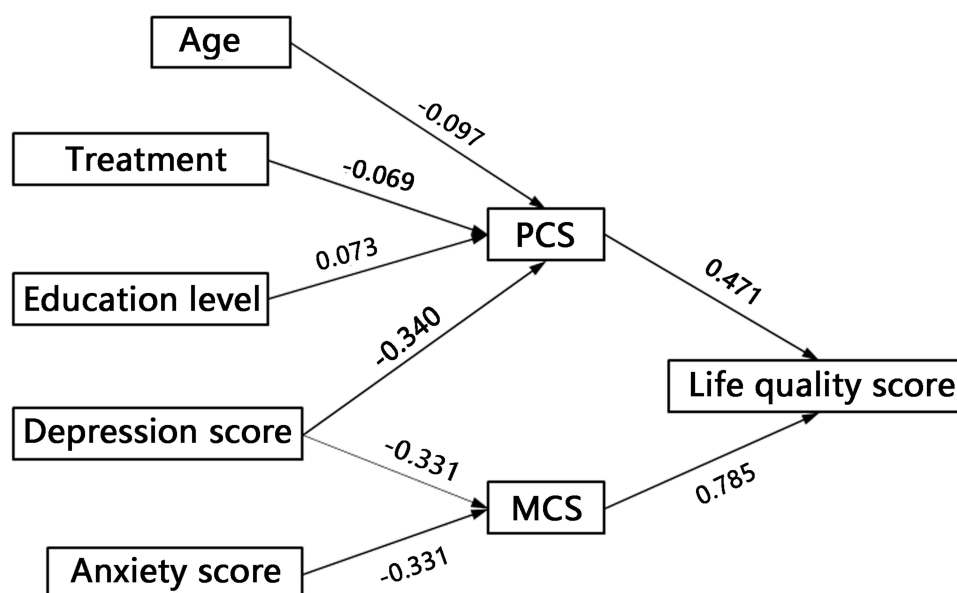 Age
-0.097
Treatment
-0.069
PCS
0.073
0.471
Education level
-0.340
Life quality score
Depression score
-0.331
0.785
MCS
Anxiety score
-0.331